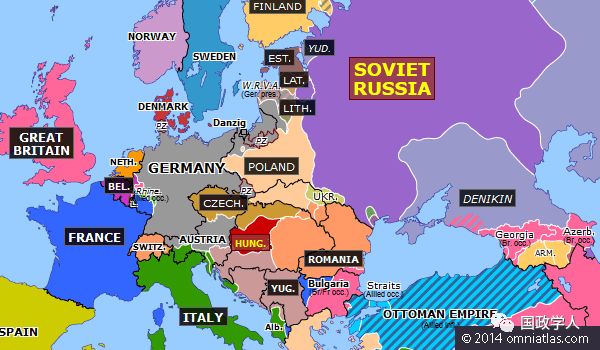 FINLAND
NORWAY
SWEDEN
EST.
YUD.
LAT.
SOVIET
RUSSIA
W.R.V.A.
(Ger. pres.)
LITH.
DENMARK
PZ
Danzig
PZ
GREAT
BRITAIN
NETH.
GERMANY
POLAND
BEL.
Rhine.
(Allied occ.)
PZ
UKR.
DENIKIN
CZECH.
FRANCE
AUSTRIA
HUNG.
SWITZ.
ROMANIA
Georgia
(Br. occ.)
Azerb.
(Br. occ.)
ARM.
YUG.
Bulgaria
(Sr/Fr occ.)
Straits
(Allied occ.)
ITALY
OTTOMAN EMPIRE
(Allied infl.)
Alb.
SPAIN
国政学人
© 2014 omniatlas.com